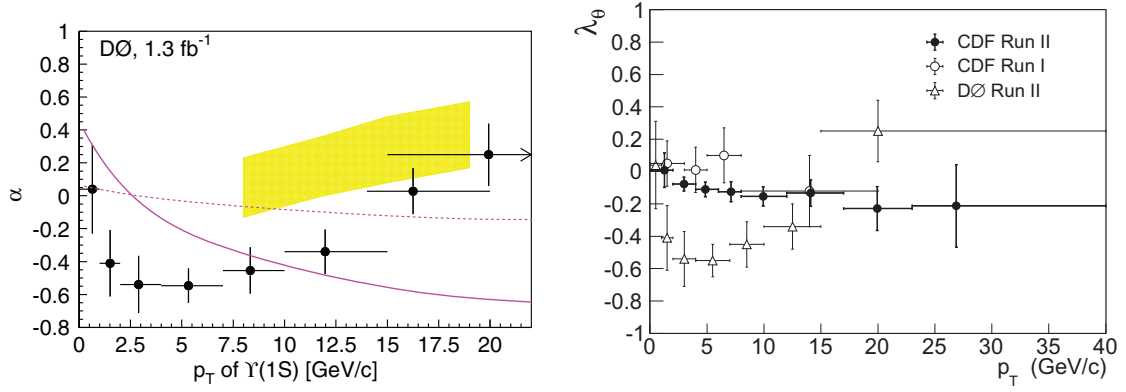 DØ, 1.3 fb⁻¹
α
1
0.8
0.6
0.4
0.2
0
-0.2
-0.4
-0.6
-0.8
0 2.5 5 7.5 10 12.5 15 17.5 20
p_T of Υ(1S) [GeV/c]
λ_θ
CDF Run II
CDF Run I
DØ Run II
1
0.8
0.6
0.4
0.2
0
-0.2
-0.4
-0.6
-0.8
-1
0 5 10 15 20 25 30 35 40
p_T (GeV/c)